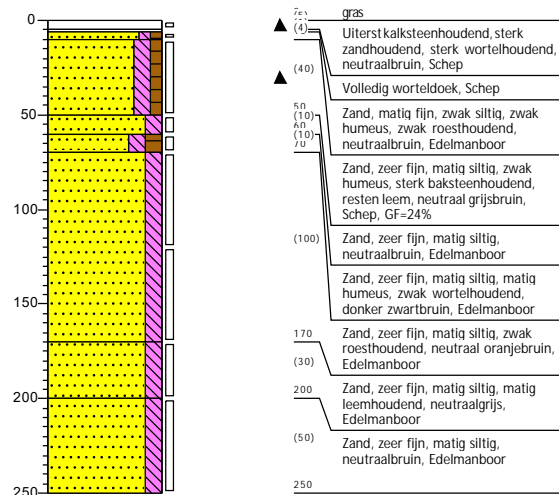 0
50
100
150
200
250
gras
(4)
Uiterst kalksteenhoudend, sterk
zandhoudend, sterk wortelhoudend,
neutraalbruin, Schep
(40)
Volledig worteldoek, Schep
50
(10)
60
(10)
70
Zand, matig fijn, zwak siltig, zwak
humeus, zwak roesthoudend,
neutraalbruin, Edelmanboor
Zand, zeer fijn, matig siltig, zwak
humeus, sterk baksteenhoudend,
resten leem, neutraal grijsbruin,
Schep, GF=24%
(100)
Zand, zeer fijn, matig siltig,
neutraalbruin, Edelmanboor
Zand, zeer fijn, matig siltig, matig
humeus, zwak wortelhoudend,
donker zwartbruin, Edelmanboor
170
Zand, zeer fijn, matig siltig, zwak
roesthoudend, neutraal oranjebruin,
Edelmanboor
(30)
200
Zand, zeer fijn, matig siltig, matig
leemhoudend, neutraalgrijs,
Edelmanboor
(50)
Zand, zeer fijn, matig siltig,
neutraalbruin, Edelmanboor
250